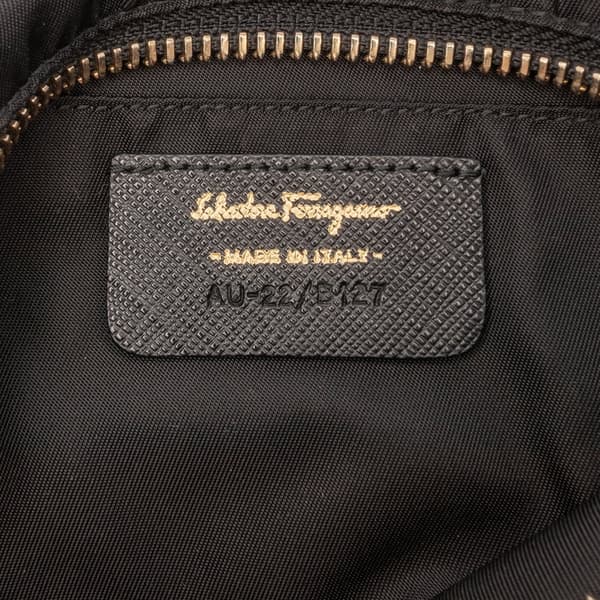 Salvatore Ferragamo
- MADE IN ITALY -
AU-22/B127